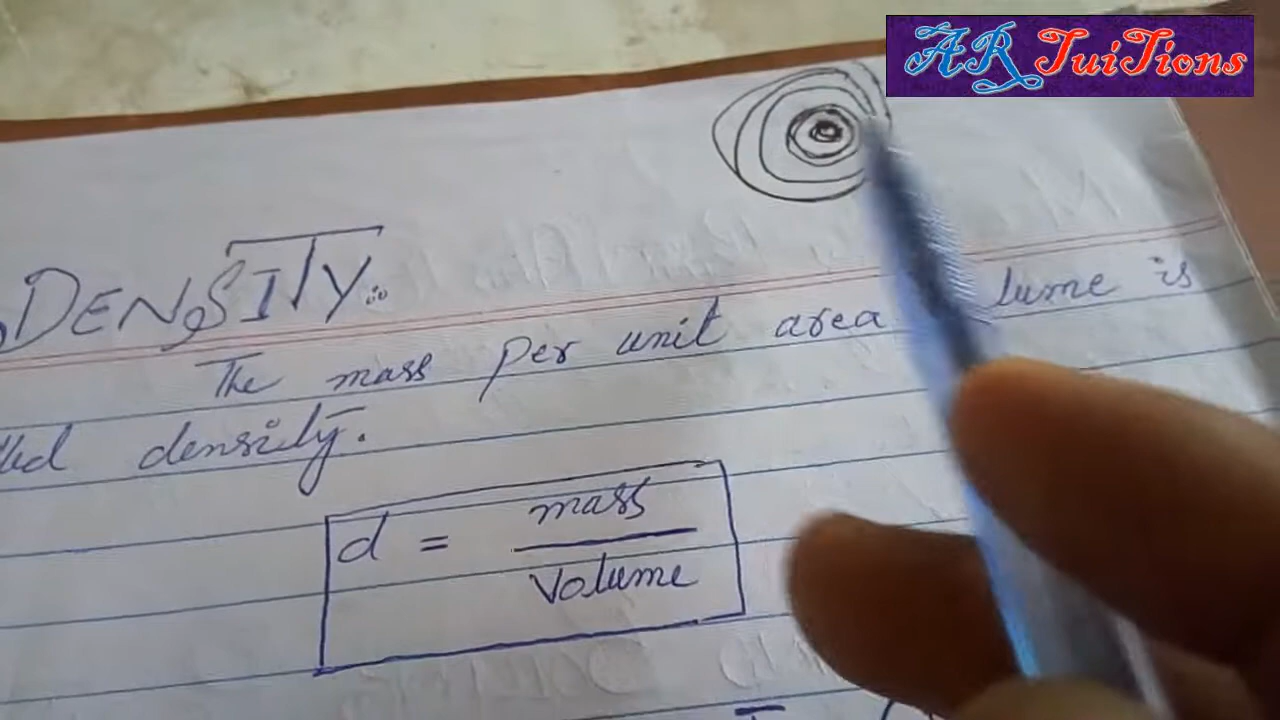 AR TuiTions
DENSITY
The mass per unit area lume is
lled density.
d = mass
Volume